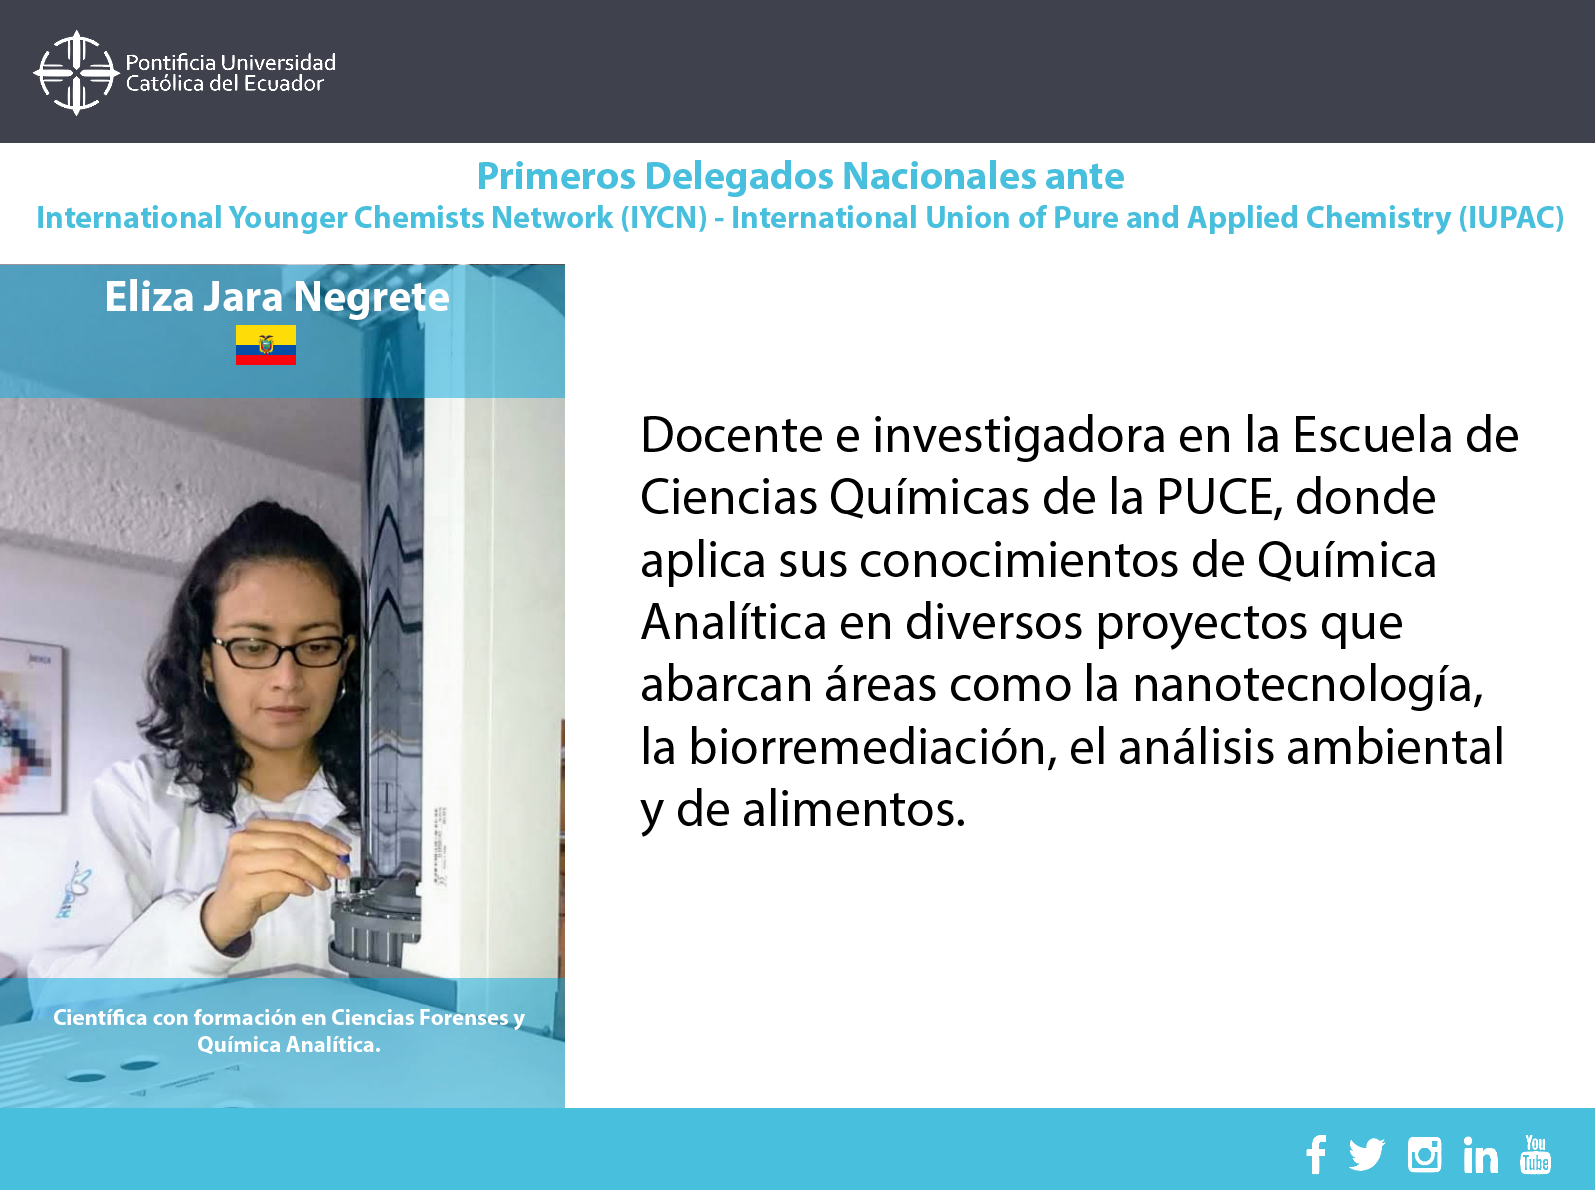 Pontificia Universidad
Católica del Ecuador
Primeros Delegados Nacionales ante
International Younger Chemists Network (IYCN) - International Union of Pure and Applied Chemistry (IUPAC)
Eliza Jara Negrete
Docente e investigadora en la Escuela de
Ciencias Químicas de la PUCE, donde
aplica sus conocimientos de Química
Analítica en diversos proyectos que
abarcan áreas como la nanotecnología,
la biorremediación, el análisis ambiental
y de alimentos.
Científica con formación en Ciencias Forenses y
Química Analítica.
You
Tube